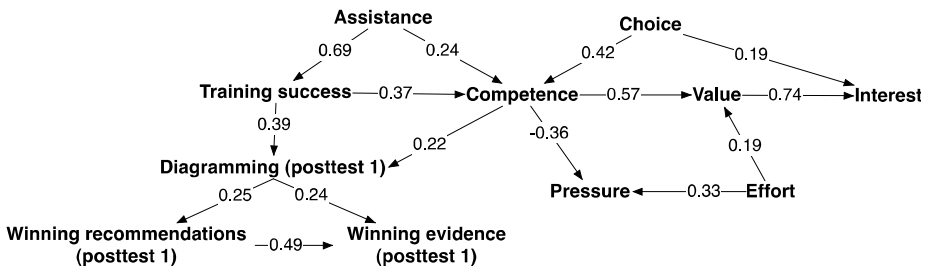 Assistance
Choice
0.69
0.24
0.42
0.19
Training success
0.37
Competence
0.57
Value
0.74
Interest
0.39
0.22
-0.36
0.19
Diagramming (posttest 1)
Pressure
0.33
Effort
0.25
0.24
Winning recommendations
(posttest 1)
0.49
Winning evidence
(posttest 1)